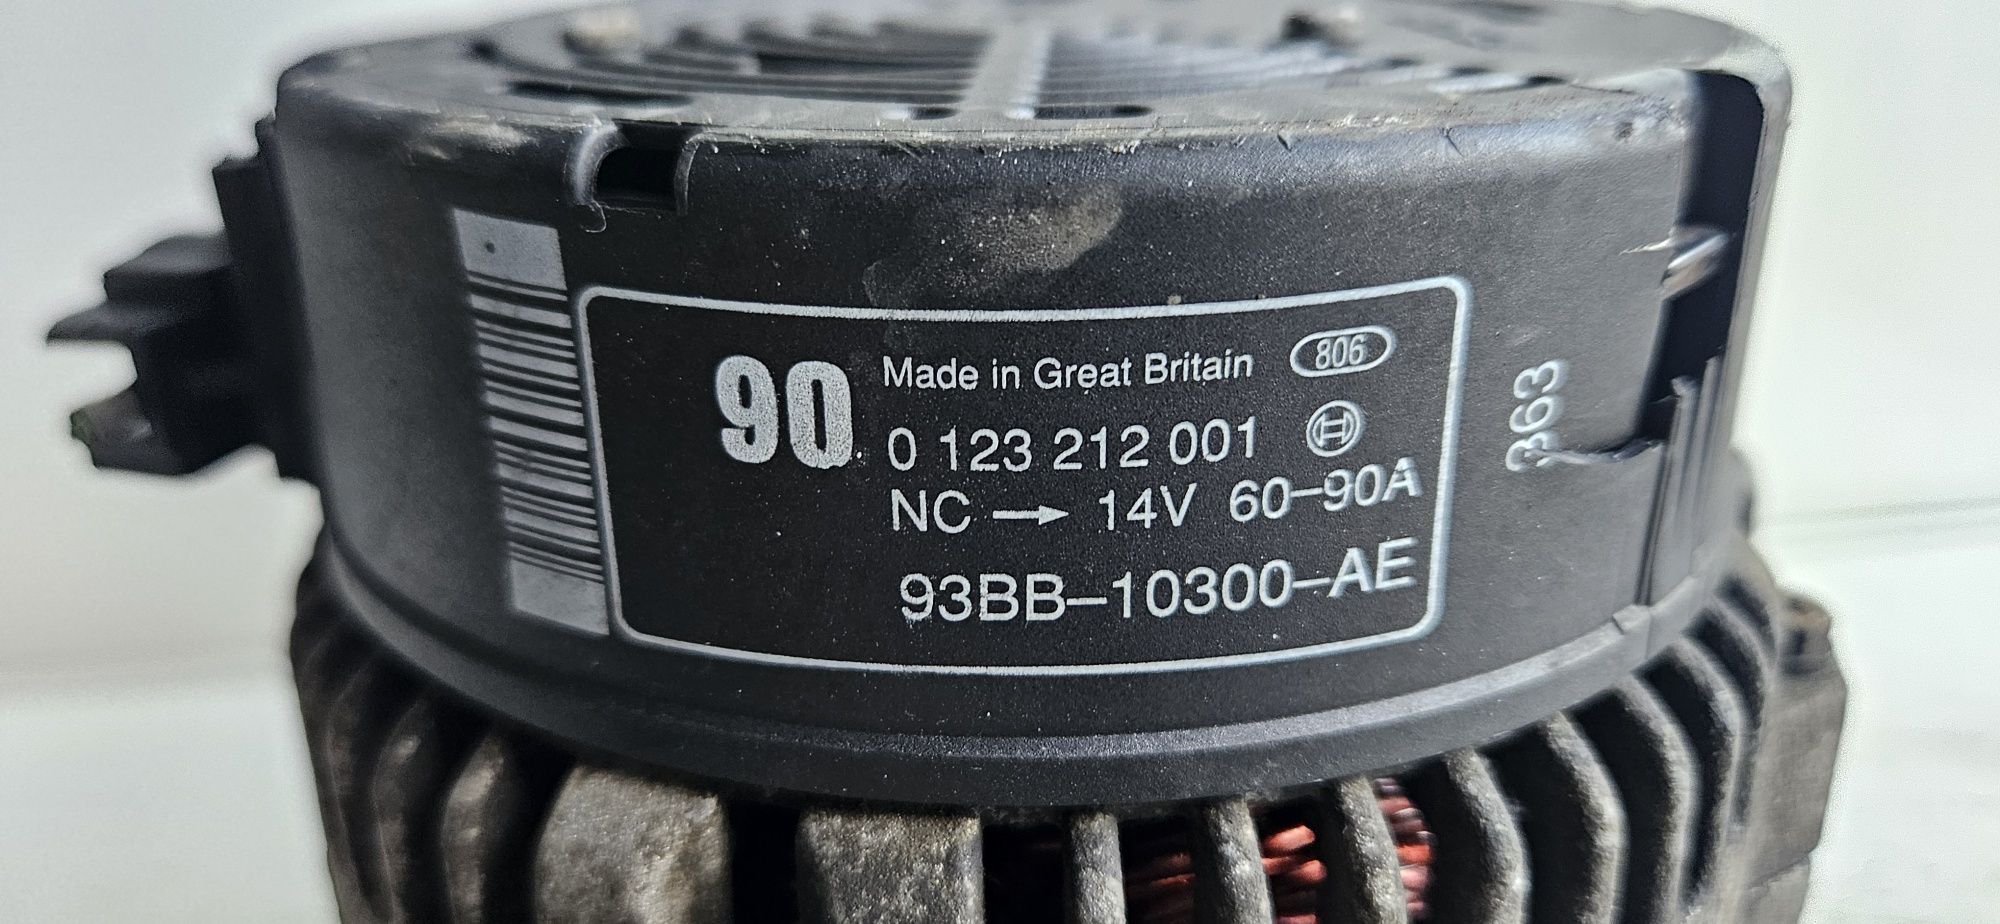 90
Made in Great Britain 806
0 123 212 001
NC → 14V 60-90A
93BB-10300-AE
363